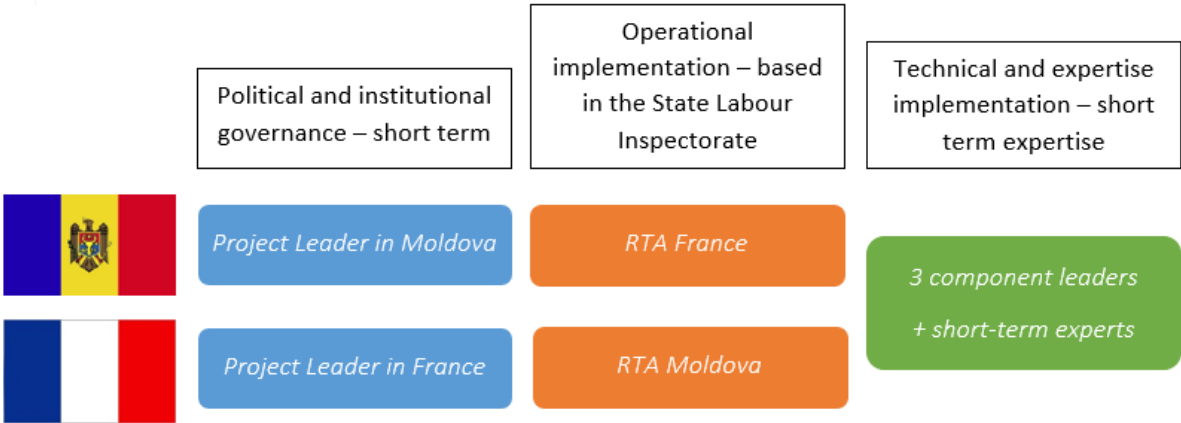 Political and institutional
governance – short term
Operational
implementation – based
in the State Labour
Inspectorate
Technical and expertise
implementation – short
term expertise
Project Leader in Moldova
RTA France
3 component leaders
+ short-term experts
Project Leader in France
RTA Moldova